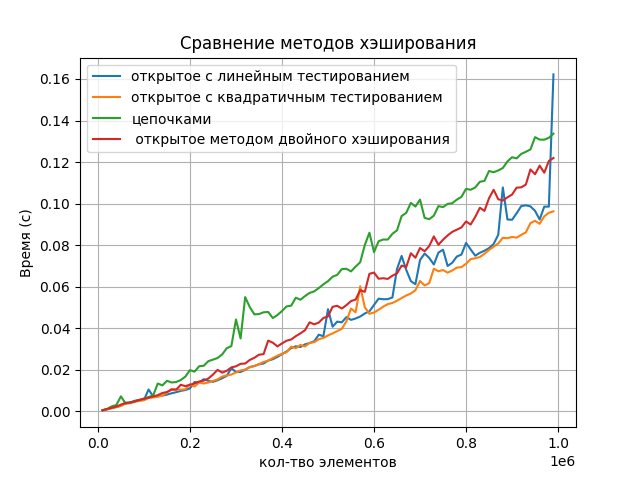 Сравнение методов хэширования
открытое с линейным тестированием
открытое с квадратичным тестированием
цепочками
открытое методом двойного хэширования
Время (с)
0.16
0.14
0.12
0.10
0.08
0.06
0.04
0.02
0.00
0.0 0.2 0.4 0.6 0.8 1.0
1e6
кол-тво элементов